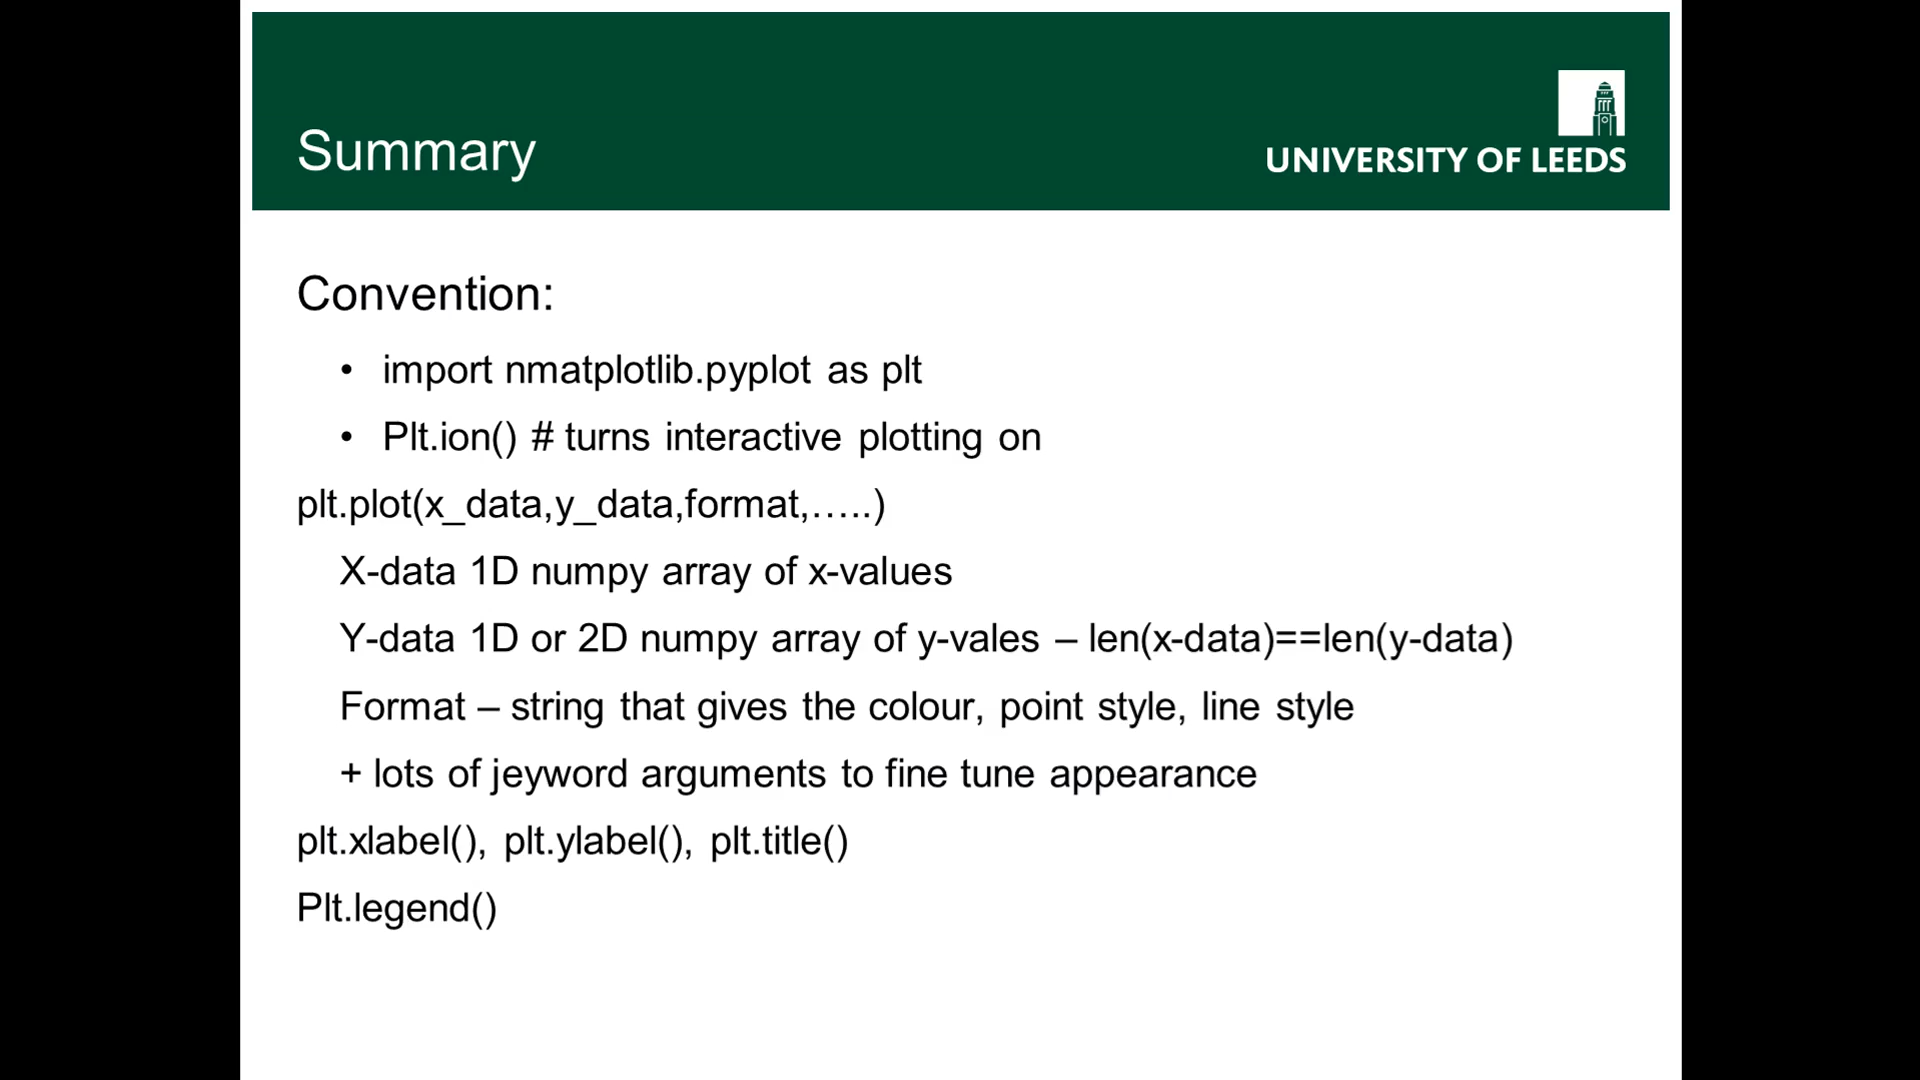 Summary
UNIVERSITY OF LEEDS
Convention:
• import nmatplotlib.pyplot as plt
• Plt.ion() # turns interactive plotting on
plt.plot(x_data,y_data,format,…..)
X-data 1D numpy array of x-values
Y-data 1D or 2D numpy array of y-vales – len(x-data)==len(y-data)
Format – string that gives the colour, point style, line style
+ lots of jeyword arguments to fine tune appearance
plt.xlabel(), plt.ylabel(), plt.title()
Plt.legend()